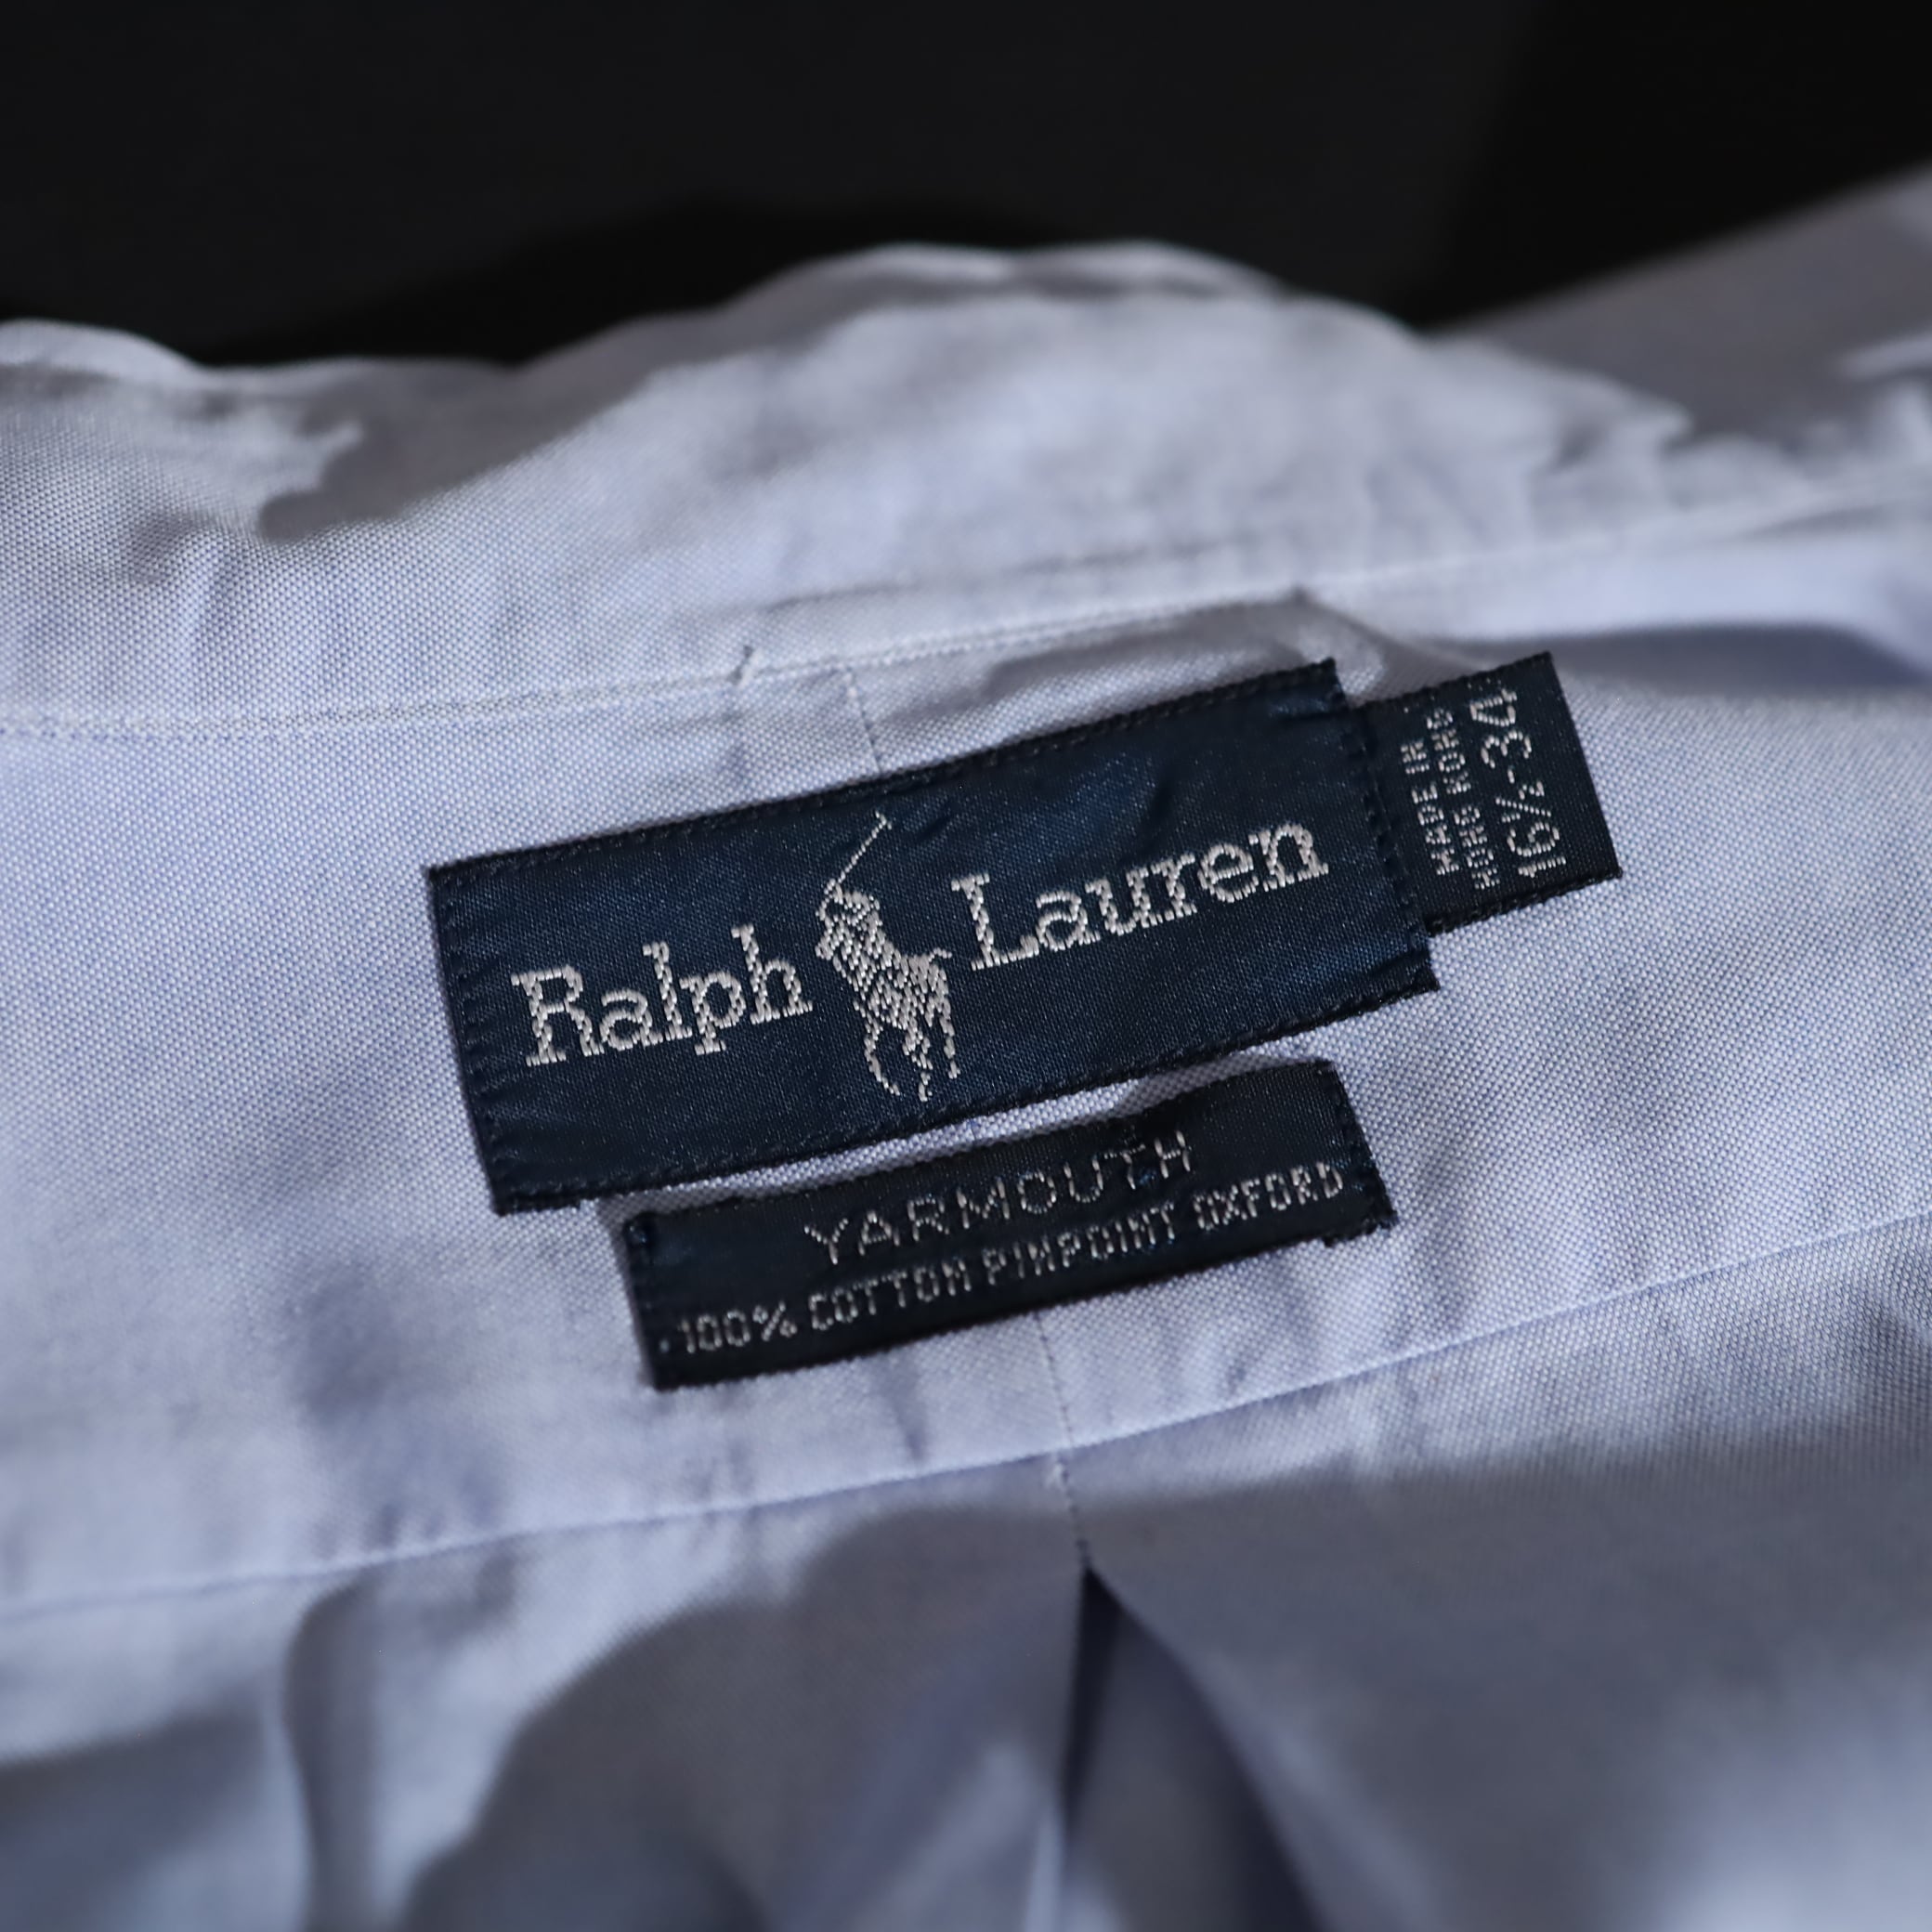 Ralph Lauren
MADE IN
HONG KONG
16½-34
YARMOUTH
100% COTTON PINPOINT OXFORD